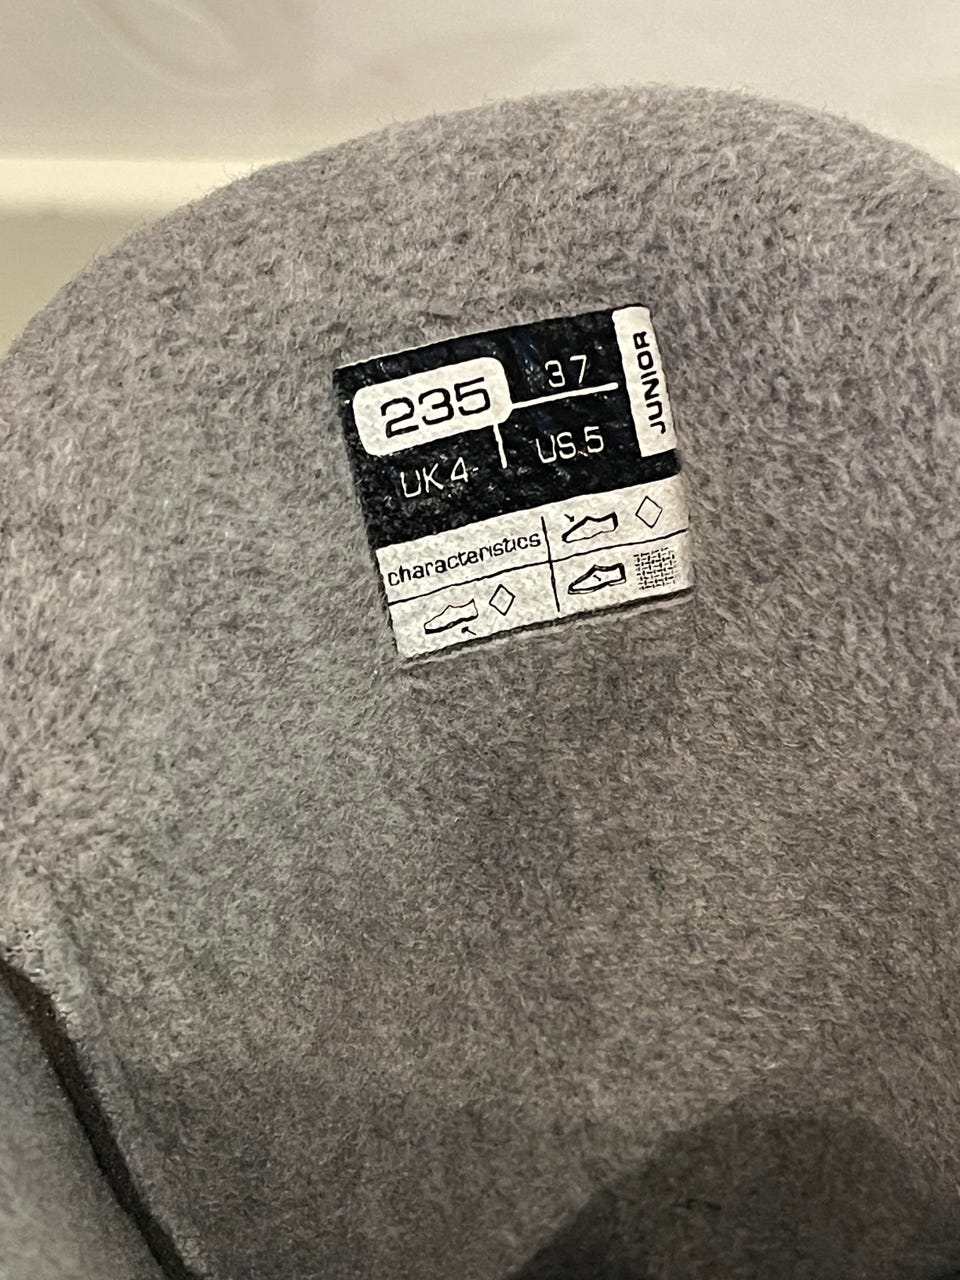 235
37
UK 4
US.5
JUNIOR
characteristics